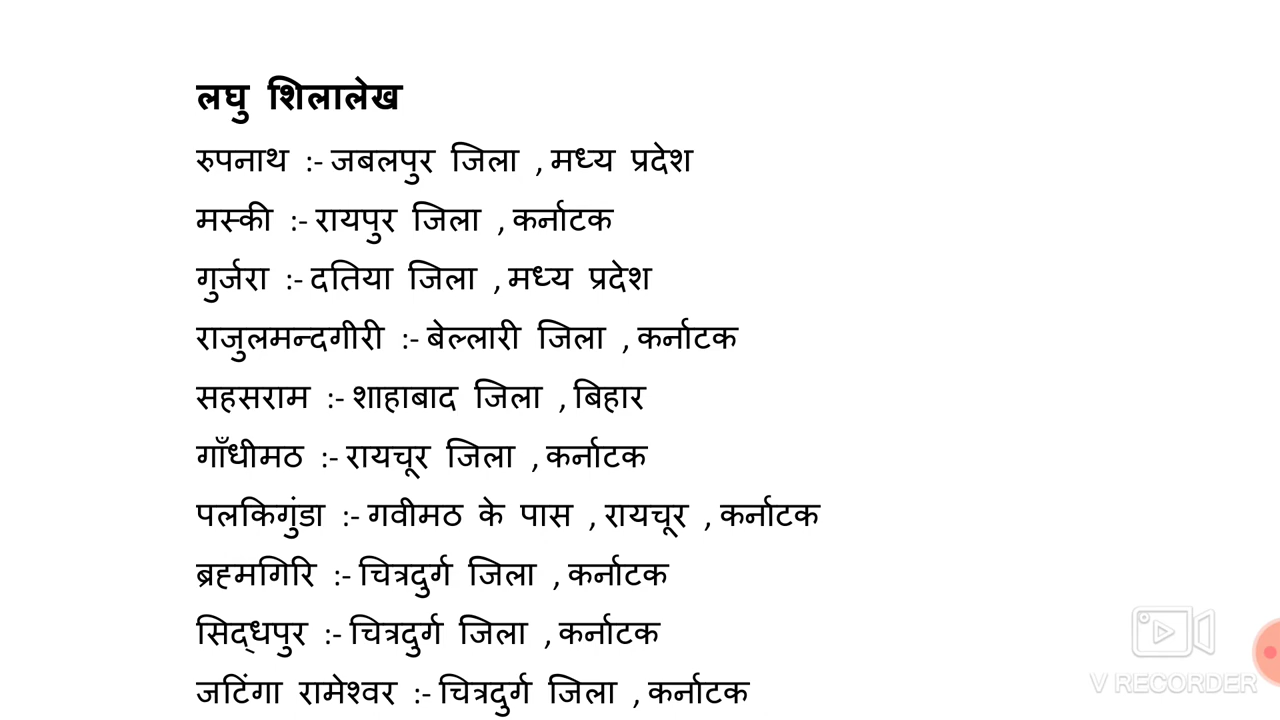 लघु शिलालेख
रुपनाथ :- जबलपुर जिला , मध्य प्रदेश
मस्की :- रायपुर जिला , कर्नाटक
गुर्जरा :- दतिया जिला , मध्य प्रदेश
राजुलमन्दगीरी :- बेल्लारी जिला , कर्नाटक
सहसराम :- शाहाबाद जिला , बिहार
गाँधीमठ :- रायचूर जिला , कर्नाटक
पलकिगुंडा :- गवीमठ के पास , रायचूर , कर्नाटक
ब्रह्मगिरि :- चित्रदुर्ग जिला , कर्नाटक
सिद्धपुर :- चित्रदुर्ग जिला , कर्नाटक
जटिंगा रामेश्वर :- चित्रदुर्ग जिला , कर्नाटक
V RECORDER